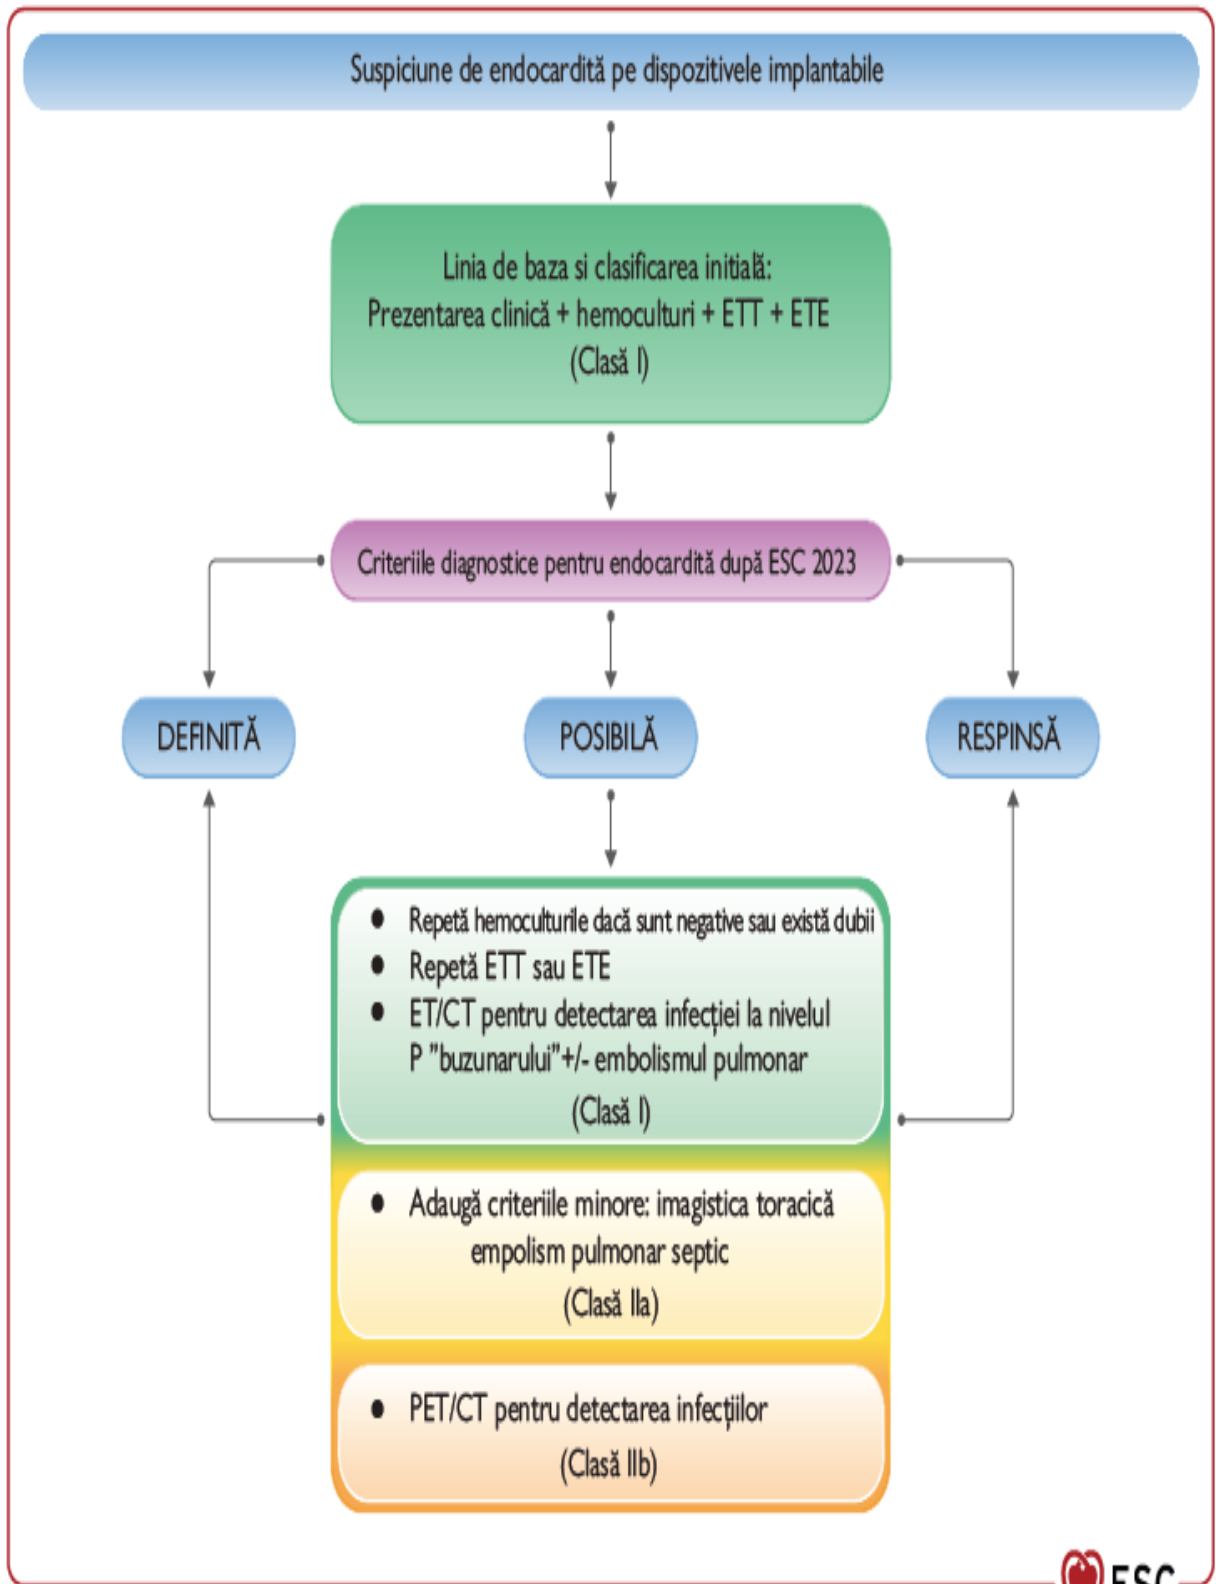 Suspiciune de endocardită pe dispozitivele implantabile
Linia de baza si clasificarea initială:
Prezentarea clinică + hemoculturi + ETT + ETE
(Clasă I)
Criteriile diagnostice pentru endocardită după ESC 2023
DEFINITĂ
POSIBILĂ
RESPINSĂ
● Repetă hemoculturile dacă sunt negative sau există dubii
● Repetă ETT sau ETE
● ET/CT pentru detectarea infecției la nivelul
P ”buzunarului”+/- embolismul pulmonar
(Clasă I)
● Adaugă criteriile minore: imagistica toracică
empolism pulmonar septic
(Clasă IIa)
● PET/CT pentru detectarea infecțiilor
(Clasă IIb)
ESC